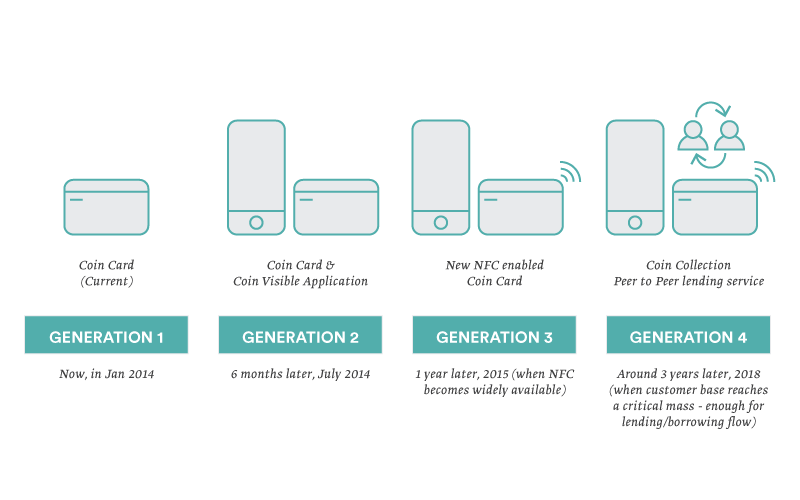 Coin Card
(Current)
Coin Card &
Coin Visible Application
New NFC enabled
Coin Card
Coin Collection
Peer to Peer lending service
GENERATION 1
GENERATION 2
GENERATION 3
GENERATION 4
Now, in Jan 2014
6 months later, July 2014
1 year later, 2015 (when NFC
becomes widely available)
Around 3 years later, 2018
(when customer base reaches
a critical mass - enough for
lending/borrowing flow)